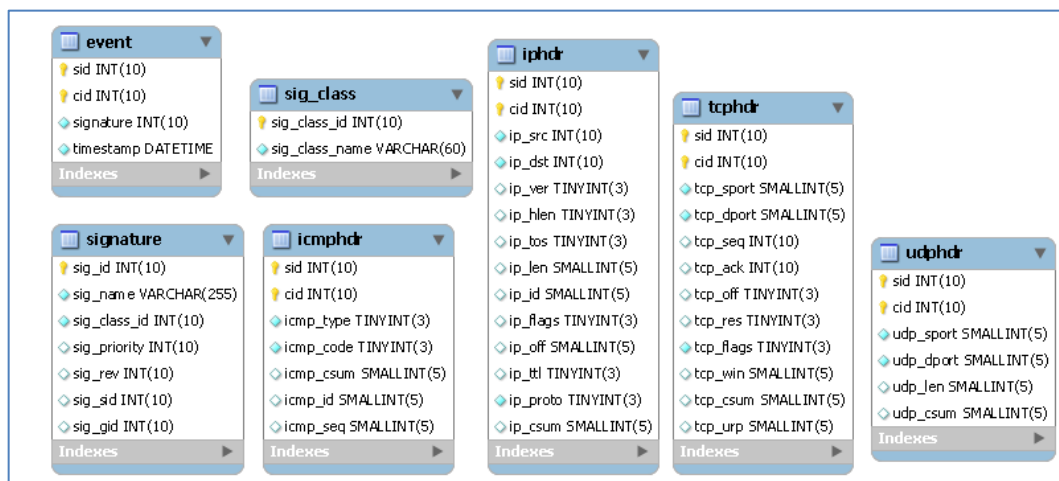 event
sid INT(10)
cid INT(10)
signature INT(10)
timestamp DATETIME
Indexes
sig_class
sig_class_id INT(10)
sig_class_name VARCHAR(60)
Indexes
iphdr
sid INT(10)
cid INT(10)
ip_src INT(10)
ip_dst INT(10)
ip_ver TINYINT(3)
ip_hlen TINYINT(3)
ip_tos TINYINT(3)
ip_len SMALLINT(5)
ip_id SMALLINT(5)
ip_flags TINYINT(3)
ip_off SMALLINT(5)
ip_ttl TINYINT(3)
ip_proto TINYINT(3)
ip_csum SMALLINT(5)
Indexes
tcphdr
sid INT(10)
cid INT(10)
tcp_sport SMALLINT(5)
tcp_dport SMALLINT(5)
tcp_seq INT(10)
tcp_ack INT(10)
tcp_off TINYINT(3)
tcp_res TINYINT(3)
tcp_flags TINYINT(3)
tcp_win SMALLINT(5)
tcp_csum SMALLINT(5)
tcp_urp SMALLINT(5)
Indexes
signature
sig_id INT(10)
sig_name VARCHAR(255)
sig_class_id INT(10)
sig_priority INT(10)
sig_rev INT(10)
sig_sid INT(10)
sig_gid INT(10)
Indexes
icmphdr
sid INT(10)
cid INT(10)
icmp_type TINYINT(3)
icmp_code TINYINT(3)
icmp_csum SMALLINT(5)
icmp_id SMALLINT(5)
icmp_seq SMALLINT(5)
Indexes
udphdr
sid INT(10)
cid INT(10)
udp_sport SMALLINT(5)
udp_dport SMALLINT(5)
udp_len SMALLINT(5)
udp_csum SMALLINT(5)
Indexes